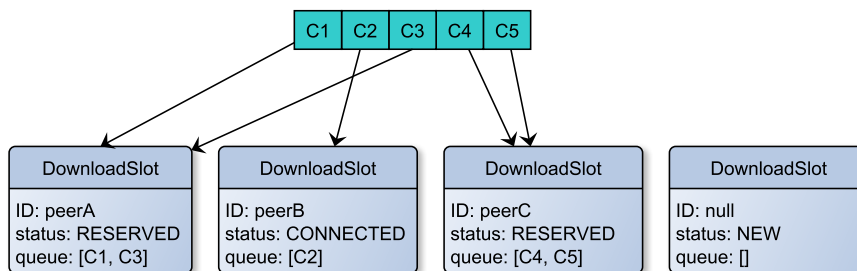 C1 C2 C3 C4 C5
DownloadSlot
ID: peerA
status: RESERVED
queue: [C1, C3]
DownloadSlot
ID: peerB
status: CONNECTED
queue: [C2]
DownloadSlot
ID: peerC
status: RESERVED
queue: [C4, C5]
DownloadSlot
ID: null
status: NEW
queue: []